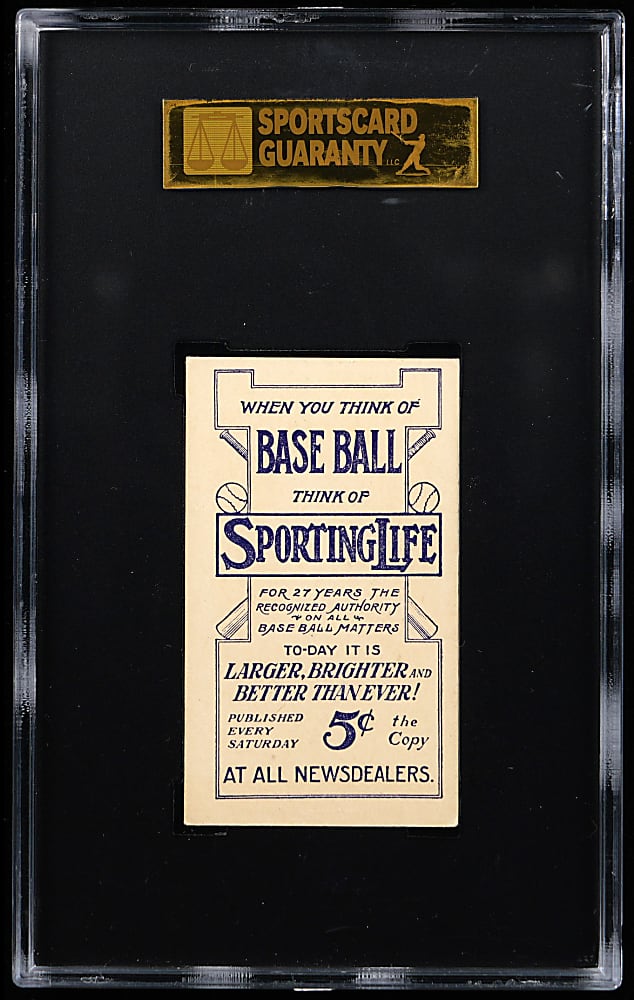 SPORTSCARD
GUARANTY LLC
WHEN YOU THINK OF
BASE BALL
THINK OF
SPORTING LIFE
FOR 27 YEARS THE
RECOGNIZED AUTHORITY
ON ALL
BASE BALL MATTERS
TO-DAY IT IS
LARGER, BRIGHTER AND
BETTER THAN EVER!
PUBLISHED
EVERY
SATURDAY
5¢
the
Copy
AT ALL NEWSDEALERS.